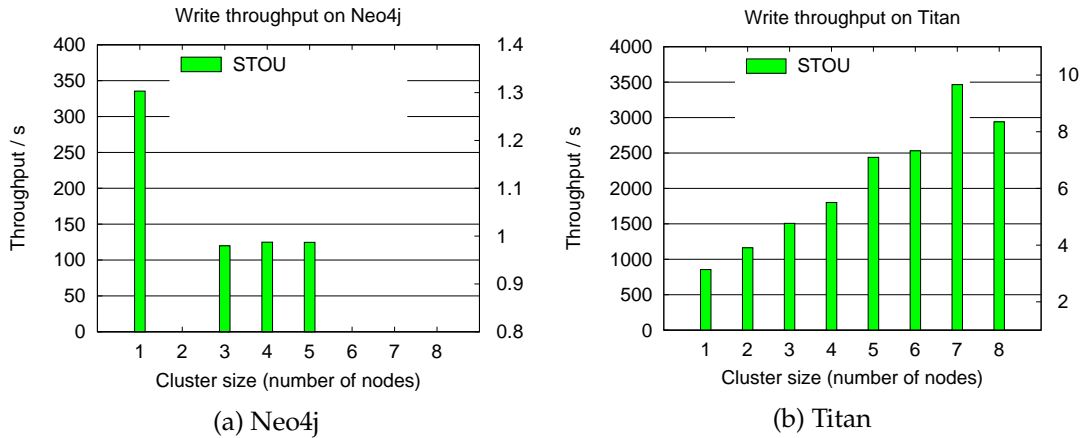 Write throughput on Neo4j
400
350
300
250
200
150
100
50
0
1.4
1.3
1.2
1.1
1
0.9
0.8
STOU
Throughput / s
1 2 3 4 5 6 7 8
Cluster size (number of nodes)
(a) Neo4j
Write throughput on Titan
4000
3500
3000
2500
2000
1500
1000
500
0
10
8
6
4
2
STOU
Throughput / s
1 2 3 4 5 6 7 8
Cluster size (number of nodes)
(b) Titan